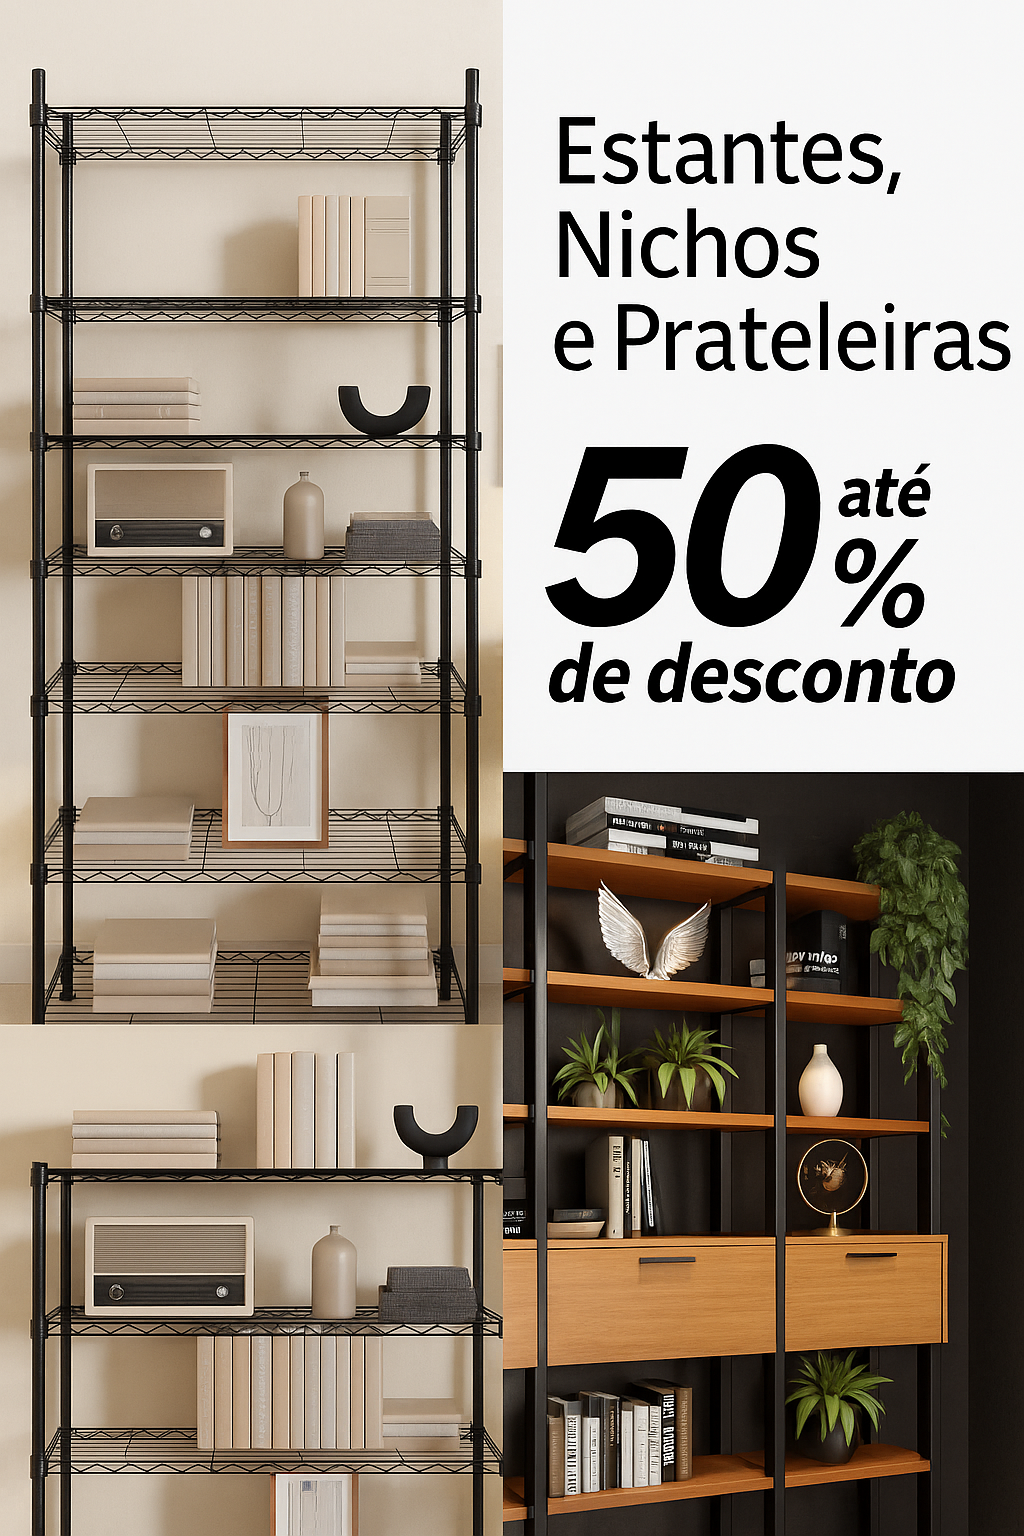 Estantes,
Nichos
e Prateleiras
50 até
%
de desconto